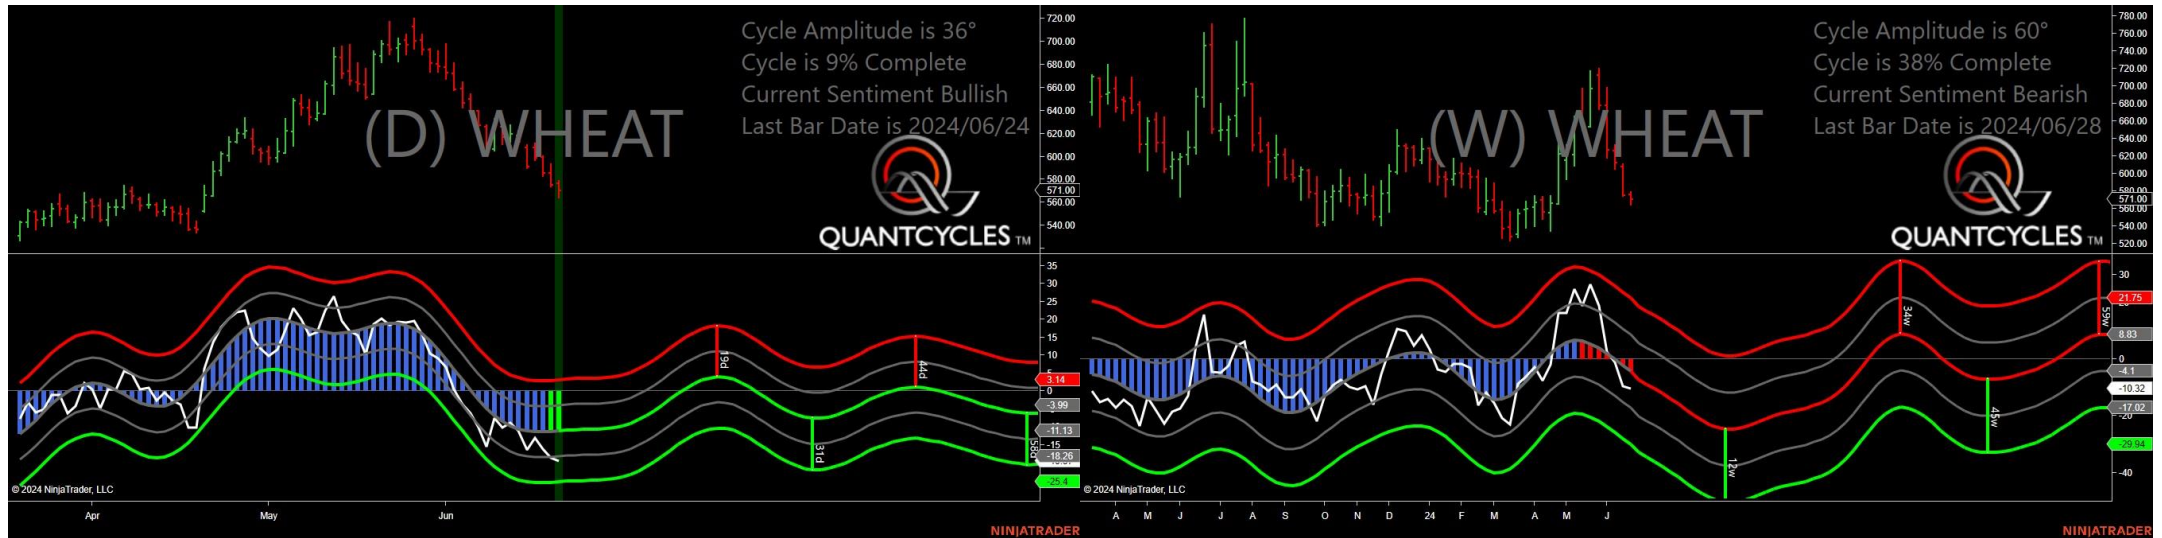 Cycle Amplitude is 36°
Cycle is 9% Complete
Current Sentiment Bullish
Last Bar Date is 2024/06/24
(D) WHEAT
QUANTCYCLES TM
720.00
700.00
680.00
660.00
640.00
620.00
600.00
580.00
571.00
560.00
540.00
35
30
25
20
15
10
5
3.14
0
-3.99
-11.13
-15
-18.26
-25.4
19d
31d
44d
58d
© 2024 NinjaTrader, LLC
Apr
May
Jun
NINJATRADER
Cycle Amplitude is 60°
Cycle is 38% Complete
Current Sentiment Bearish
Last Bar Date is 2024/06/28
(W) WHEAT
QUANTCYCLES TM
780.00
760.00
740.00
720.00
700.00
680.00
660.00
640.00
620.00
600.00
580.00
571.00
560.00
540.00
520.00
30
21.75
8.83
0
-4.1
-10.32
-17.02
-20
-29.94
-40
12w
34w
45w
59w
© 2024 NinjaTrader, LLC
A M J J A S O N D 24 F M A M J
NINJATRADER